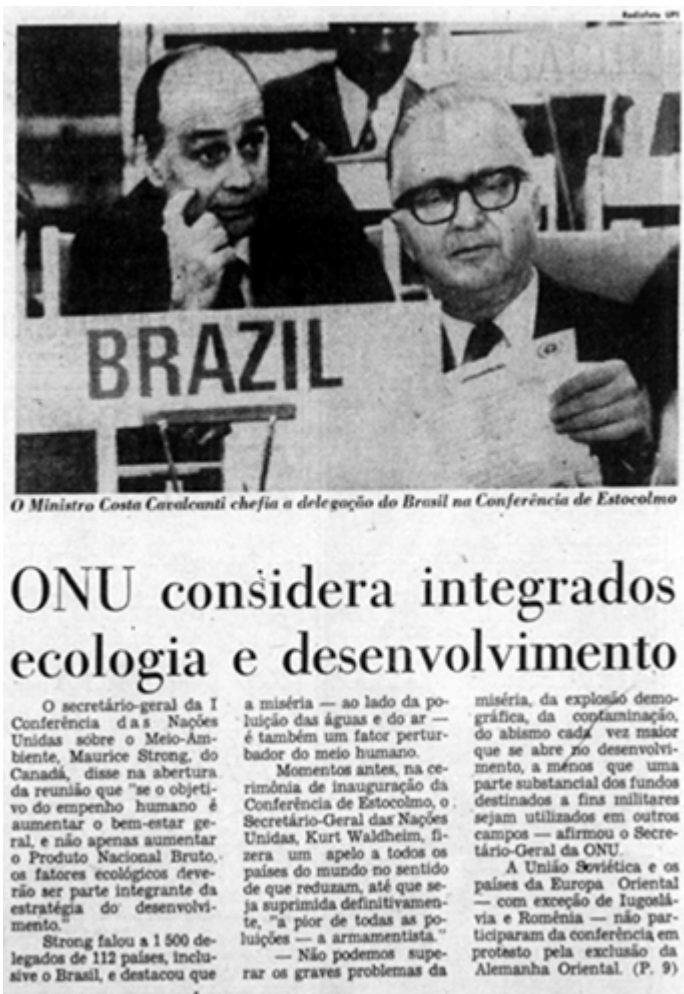 Radiofoto UPI
BRAZIL
O Ministro Costa Cavalcanti chefia a delegação do Brasil na Conferência de Estocolmo
ONU considera integrados
ecologia e desenvolvimento
O secretário-geral da I
Conferência das Nações
Unidas sôbre o Meio-Am-
biente, Maurice Strong, do
Canadá, disse na abertura
da reunião que "se o objeti-
vo do empenho humano é
aumentar o bem-estar ge-
ral, e não apenas aumentar
o Produto Nacional Bruto,
os fatores ecológicos deve-
rão ser parte integrante da
estratégia do desenvolvi-
mento."
Strong falou a 1 500 de-
legados de 112 países, inclu-
sive o Brasil, e destacou que
a miséria — ao lado da po-
luição das águas e do ar —
é também um fator pertur-
bador do meio humano.
Momentos antes, na ce-
rimônia de inauguração da
Conferência de Estocolmo, o
Secretário-Geral das Nações
Unidas, Kurt Waldheim, fi-
zera um apelo a todos os
países do mundo no sentido
de que reduzam, até que se-
ja suprimida definitivamen-
te, "a pior de todas as po-
luições — a armamentista."
— Não podemos supe-
rar os graves problemas da
miséria, da explosão demo-
gráfica, da contaminação,
do abismo cada vez maior
que se abre no desenvolvi-
mento, a menos que uma
parte substancial dos fundos
destinados a fins militares
sejam utilizados em outros
campos — afirmou o Secre-
tário-Geral da ONU.
A União Soviética e os
países da Europa Oriental
— com exceção de Iugoslá-
via e Romênia — não par-
ticiparam da conferência em
protesto pela exclusão da
Alemanha Oriental. (P. 9)